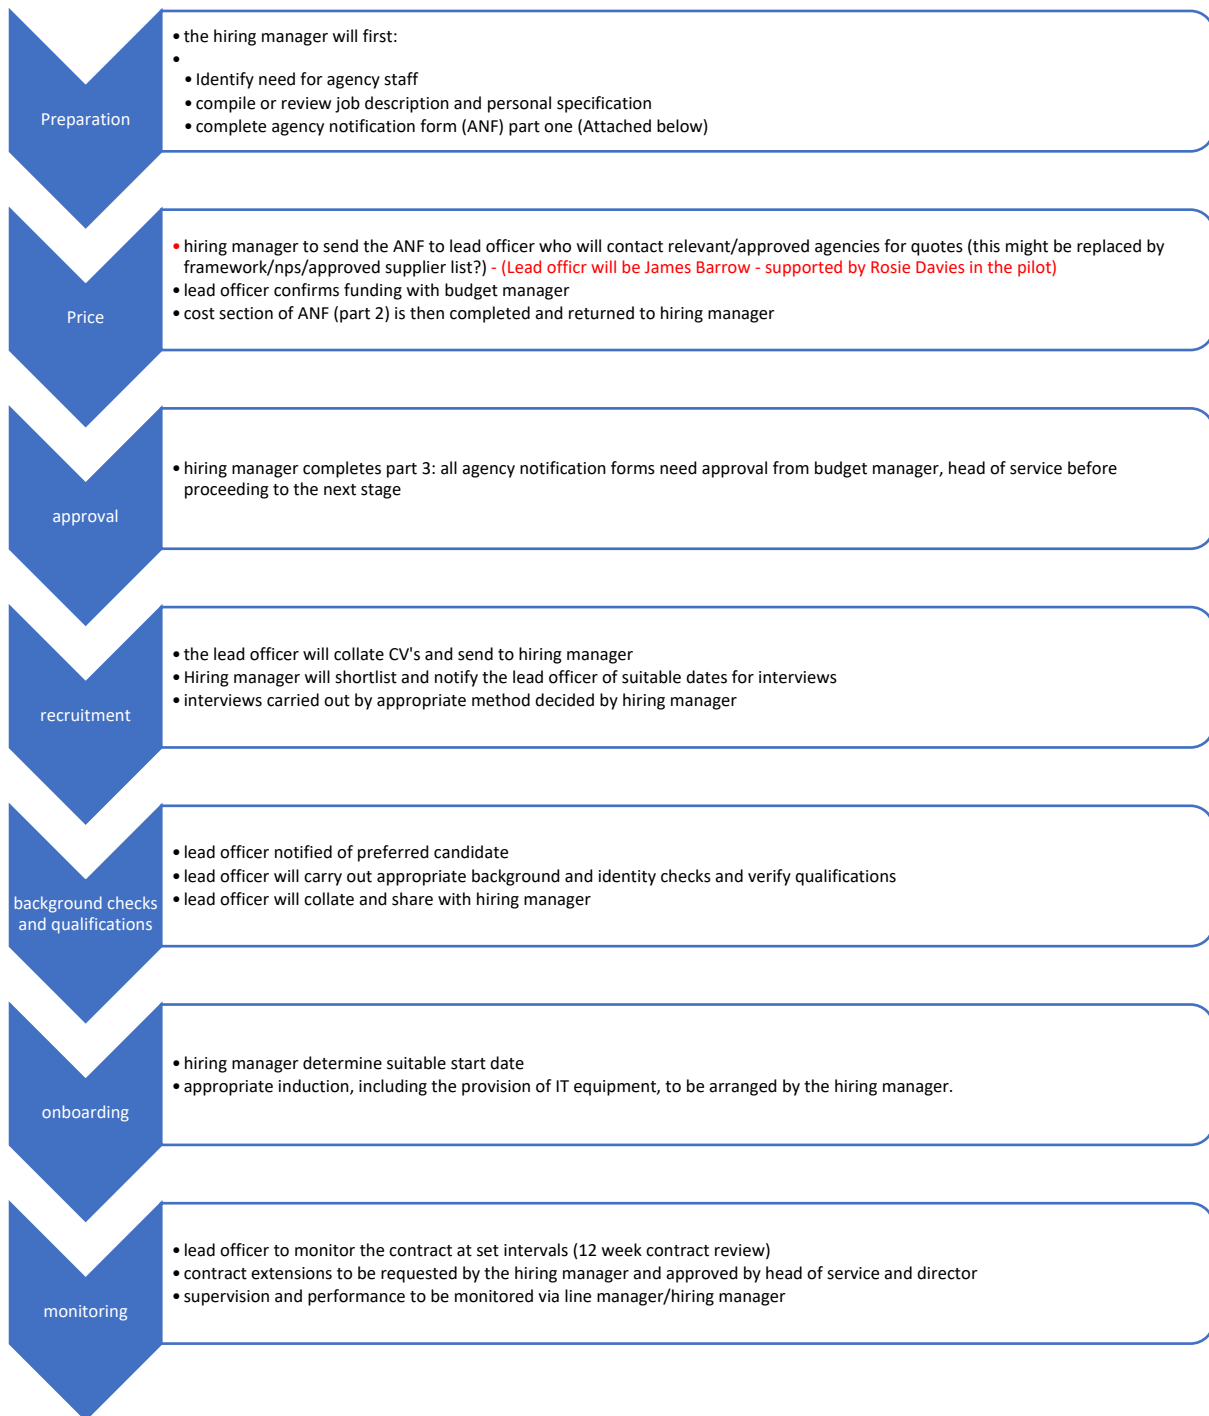 Preparation
• the hiring manager will first:
•
• Identify need for agency staff
• compile or review job description and personal specification
• complete agency notification form (ANF) part one (Attached below)
Price
• hiring manager to send the ANF to lead officer who will contact relevant/approved agencies for quotes (this might be replaced by
framework/nps/approved supplier list?) - (Lead officr will be James Barrow - supported by Rosie Davies in the pilot)
• lead officer confirms funding with budget manager
• cost section of ANF (part 2) is then completed and returned to hiring manager
approval
• hiring manager completes part 3: all agency notification forms need approval from budget manager, head of service before
proceeding to the next stage
recruitment
• the lead officer will collate CV's and send to hiring manager
• Hiring manager will shortlist and notify the lead officer of suitable dates for interviews
• interviews carried out by appropriate method decided by hiring manager
background checks
and qualifications
• lead officer notified of preferred candidate
• lead officer will carry out appropriate background and identity checks and verify qualifications
• lead officer will collate and share with hiring manager
onboarding
• hiring manager determine suitable start date
• appropriate induction, including the provision of IT equipment, to be arranged by the hiring manager.
monitoring
• lead officer to monitor the contract at set intervals (12 week contract review)
• contract extensions to be requested by the hiring manager and approved by head of service and director
• supervision and performance to be monitored via line manager/hiring manager